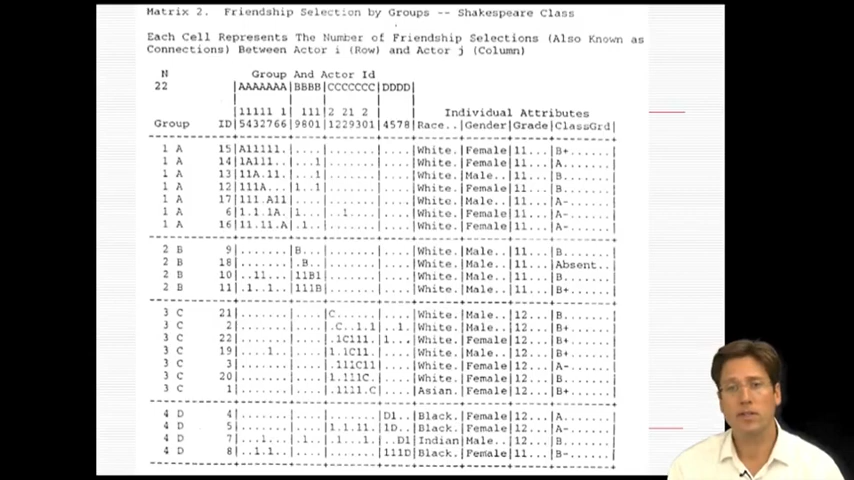 Matrix 2. Friendship Selection by Groups -- Shakespeare Class
Each Cell Represents The Number of Friendship Selections (Also Known as
Connections) Between Actor i (Row) and Actor j (Column)
N Group And Actor Id
22 |AAAAAAA|BBBB|CCCCCCC|DDDD|
|11111 1| 111|2 21 2 | | Individual Attributes
Group ID|5432766|9801|1229301|4578|Race..|Gender|Grade|ClassGrd|
1 A 15|A11111.|....|.......|....|White.|Female|11...|B+......|
1 A 14|1A111..|...1|.......|....|White.|Female|11...|A.......|
1 A 13|11A.11.|...1|.......|....|White.|Male..|11...|B.......|
1 A 12|111A...|1..1|.......|....|White.|Female|11...|B.......|
1 A 17|111.A11|....|.......|....|White.|Male..|11...|A-......|
1 A 6|1.1.1A.|1...|..1....|....|White.|Female|11...|A-......|
1 A 16|11.11.A|.1..|.......|....|White.|Female|11...|A-......|
2 B 9|.......|B...|.......|....|White.|Male..|11...|B.......|
2 B 18|.......|.B..|.......|....|White.|Male..|11...|Absent..|
2 B 10|..11...|11B1|.......|....|White.|Male..|11...|B.......|
2 B 11|.1..1..|111B|.......|....|White.|Male..|11...|B+......|
3 C 21|.......|....|C......|....|White.|Male..|12...|B.......|
3 C 2|.......|....|.C..1.1|..1.|White.|Male..|12...|B+......|
3 C 22|.......|....|.1C111.|1...|White.|Female|12...|B+......|
3 C 19|....1..|....|1.1C11.|....|White.|Male..|12...|B+......|
3 C 3|.......|....|.111C11|....|White.|Female|12...|A-......|
3 C 20|.......|....|1.111C.|....|White.|Female|12...|B.......|
3 C 1|.......|....|.1111.C|....|Asian.|Female|12...|B+......|
4 D 4|.......|....|.......|D1..|Black.|Female|12...|A.......|
4 D 5|.......|....|1.1.11.|1D..|Black.|Female|12...|A-......|
4 D 7|...1...|.1..|.1...1.|..D1|Indian|Male..|12...|B.......|
4 D 8|..1.1..|....|.......|111D|Black.|Female|12...|B-......|